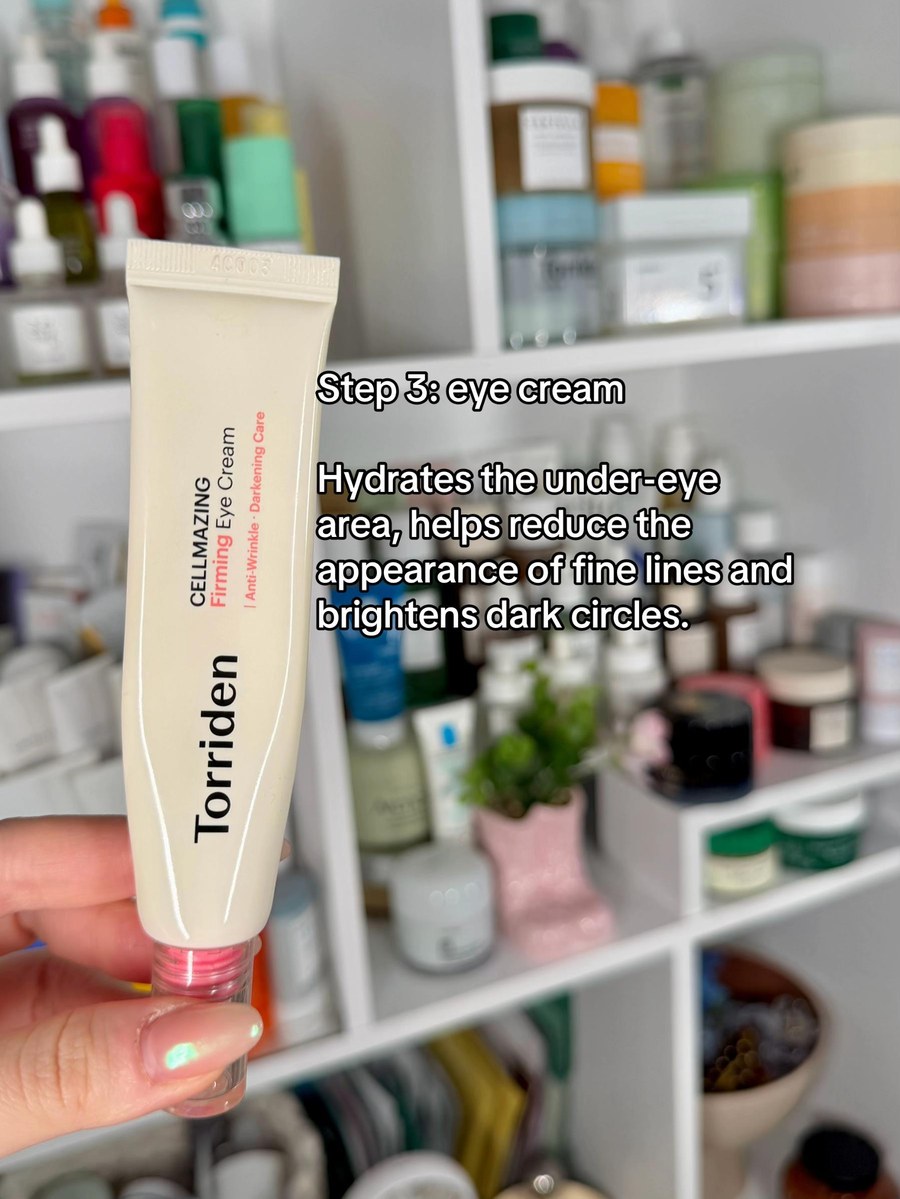 Step 3: eye cream
Hydrates the under-eye
area, helps reduce the
appearance of fine lines and
brightens dark circles.
CELLMAZING
Firming Eye Cream
| Anti-Wrinkle · Darkening Care
Torriden